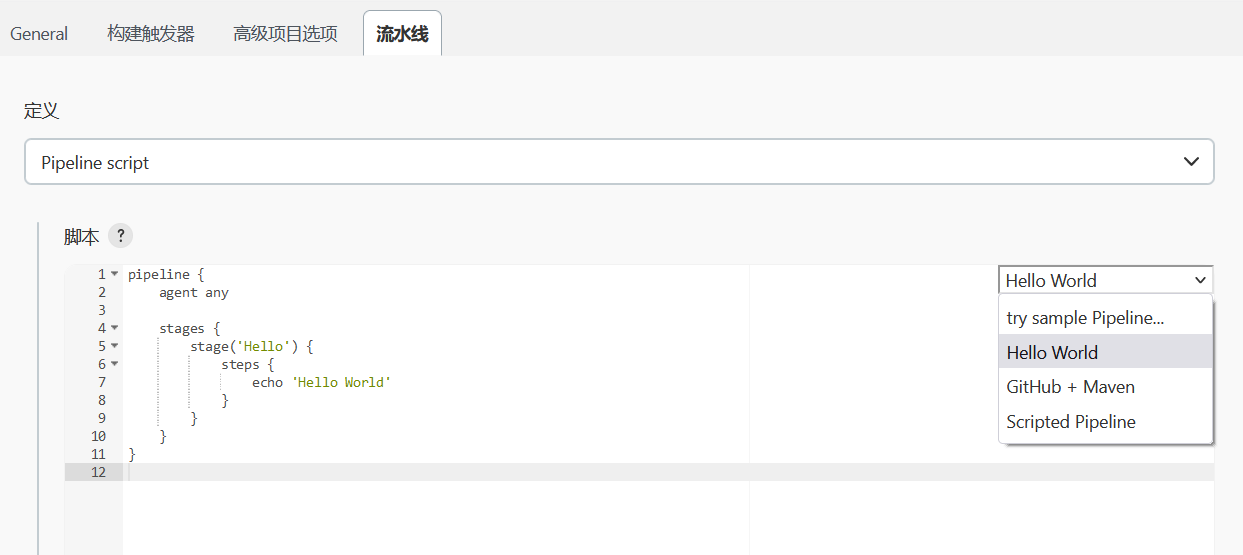 General 构建触发器 高级项目选项 流水线
定义
Pipeline script
脚本 ?
1 pipeline {
2     agent any
3
4     stages {
5         stage('Hello') {
6             steps {
7                 echo 'Hello World'
8             }
9         }
10     }
11 }
12
Hello World
try sample Pipeline...
Hello World
GitHub + Maven
Scripted Pipeline